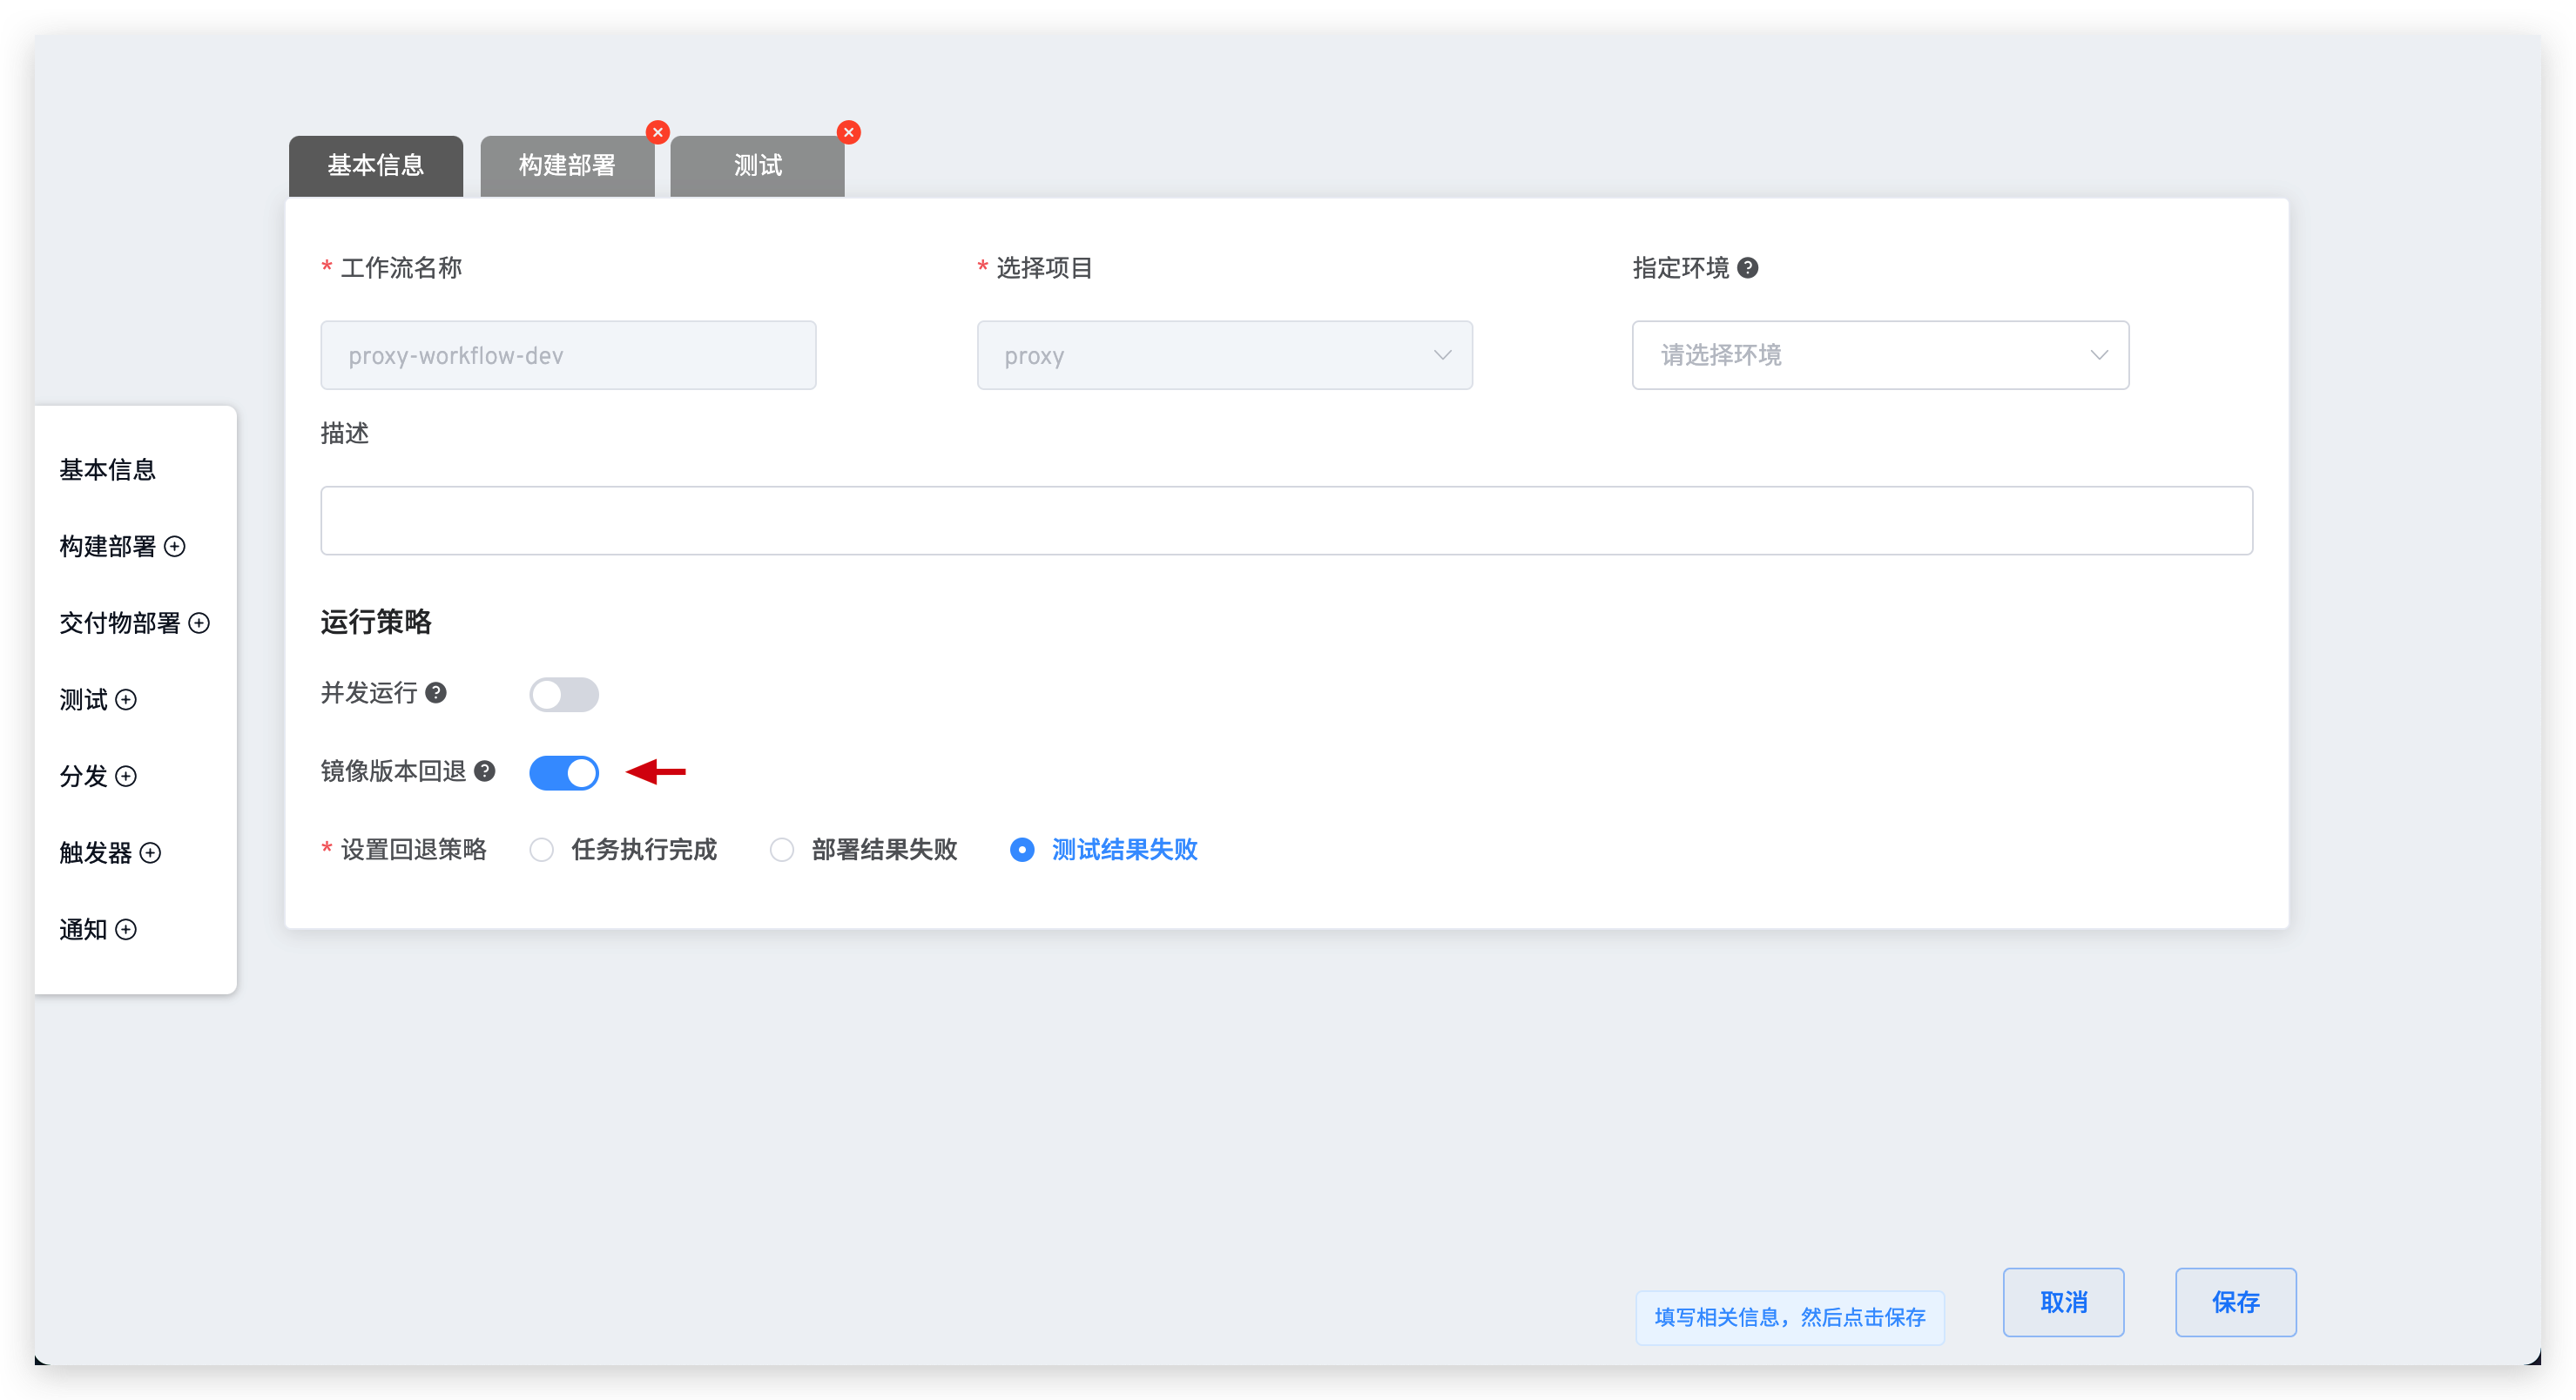 基本信息
构建部署
测试
* 工作流名称
* 选择项目
指定环境 ?
proxy-workflow-dev
proxy
请选择环境
描述
基本信息
构建部署
交付物部署
测试
分发
触发器
通知
运行策略
并发运行 ?
镜像版本回退 ?
* 设置回退策略 任务执行完成 部署结果失败 测试结果失败
填写相关信息，然后点击保存
取消
保存